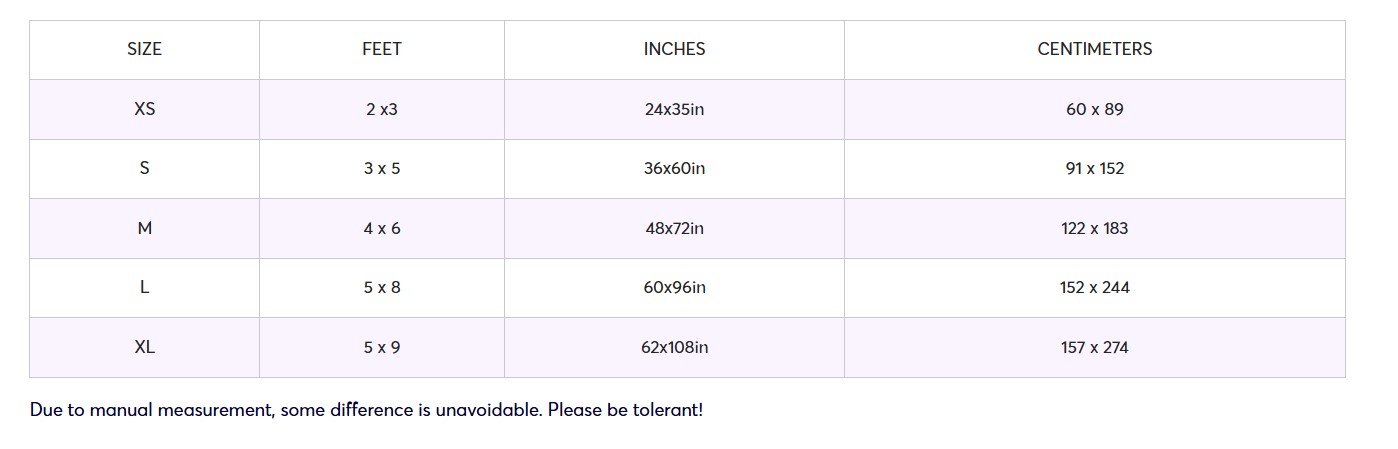 SIZE FEET INCHES CENTIMETERS
XS 2 x3 24x35in 60 x 89
S 3 x 5 36x60in 91 x 152
M 4 x 6 48x72in 122 x 183
L 5 x 8 60x96in 152 x 244
XL 5 x 9 62x108in 157 x 274
Due to manual measurement, some difference is unavoidable. Please be tolerant!